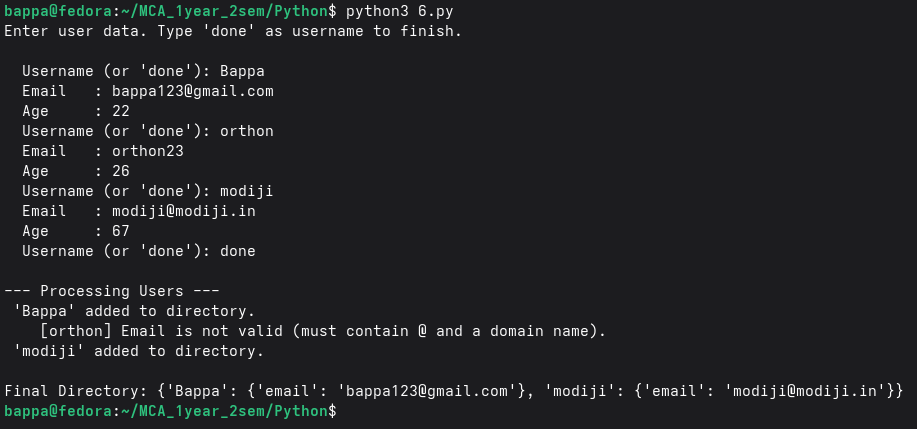 bappa@fedora:~/MCA_1year_2sem/Python$ python3 6.py
Enter user data. Type 'done' as username to finish.
Username (or 'done'): Bappa
Email   : bappa123@gmail.com
Age     : 22
Username (or 'done'): orthon
Email   : orthon23
Age     : 26
Username (or 'done'): modiji
Email   : modiji@modiji.in
Age     : 67
Username (or 'done'): done
--- Processing Users ---
'Bappa' added to directory.
[orthon] Email is not valid (must contain @ and a domain name).
'modiji' added to directory.
Final Directory: {'Bappa': {'email': 'bappa123@gmail.com'}, 'modiji': {'email': 'modiji@modiji.in'}}
bappa@fedora:~/MCA_1year_2sem/Python$